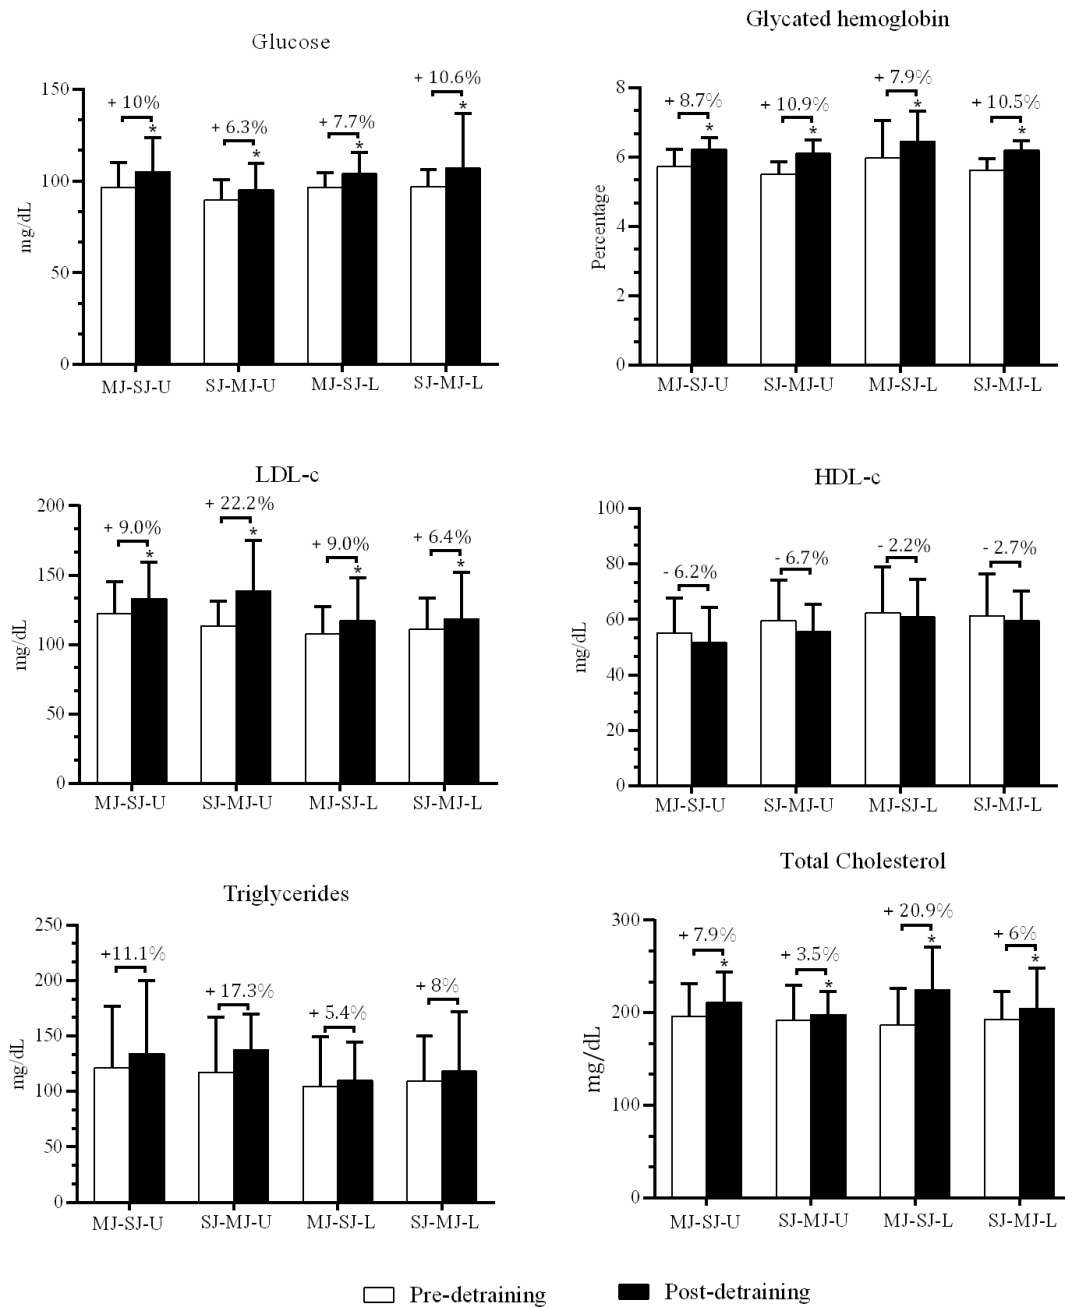 Glucose
+ 10%
+ 6.3%
+ 7.7%
+ 10.6%
*
*
*
*
150
100
50
0
mg/dL
MJ-SJ-U
SJ-MJ-U
MJ-SJ-L
SJ-MJ-L
Glycated hemoglobin
+ 8.7%
+ 10.9%
+ 7.9%
+ 10.5%
*
*
*
*
8
6
4
2
0
Percentage
MJ-SJ-U
SJ-MJ-U
MJ-SJ-L
SJ-MJ-L
LDL-c
+ 9.0%
+ 22.2%
+ 9.0%
+ 6.4%
*
*
*
*
200
150
100
50
0
mg/dL
MJ-SJ-U
SJ-MJ-U
MJ-SJ-L
SJ-MJ-L
HDL-c
- 6.2%
- 6.7%
- 2.2%
- 2.7%
100
80
60
40
20
0
mg/dL
MJ-SJ-U
SJ-MJ-U
MJ-SJ-L
SJ-MJ-L
Triglycerides
+11.1%
+ 17.3%
+ 5.4%
+ 8%
250
200
150
100
50
0
mg/dL
MJ-SJ-U
SJ-MJ-U
MJ-SJ-L
SJ-MJ-L
Total Cholesterol
+ 7.9%
+ 3.5%
+ 20.9%
+ 6%
*
*
*
*
300
200
100
0
mg/dL
MJ-SJ-U
SJ-MJ-U
MJ-SJ-L
SJ-MJ-L
Pre-detraining
Post-detraining